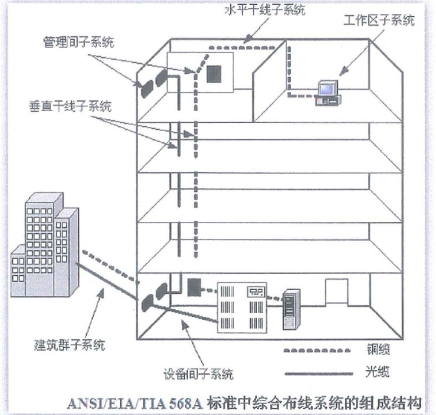 水平干线子系统
工作区子系统
管理间子系统
垂直干线子系统
建筑群子系统
设备间子系统
铜缆
光缆
ANSI/EIA/TIA 568A 标准中综合布线系统的组成结构